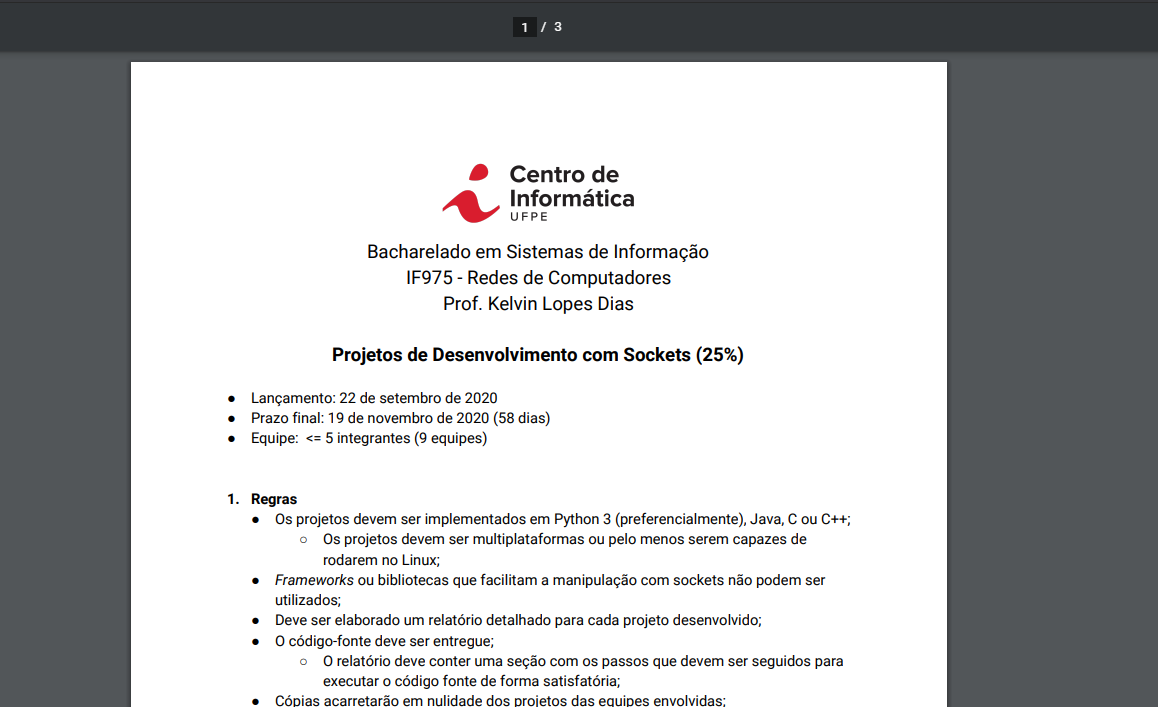 1 / 3
Centro de
Informática
UFPE
Bacharelado em Sistemas de Informação
IF975 - Redes de Computadores
Prof. Kelvin Lopes Dias
Projetos de Desenvolvimento com Sockets (25%)
● Lançamento: 22 de setembro de 2020
● Prazo final: 19 de novembro de 2020 (58 dias)
● Equipe: <= 5 integrantes (9 equipes)
1. Regras
● Os projetos devem ser implementados em Python 3 (preferencialmente), Java, C ou C++;
○ Os projetos devem ser multiplataformas ou pelo menos serem capazes de
rodarem no Linux;
● Frameworks ou bibliotecas que facilitam a manipulação com sockets não podem ser
utilizados;
● Deve ser elaborado um relatório detalhado para cada projeto desenvolvido;
● O código-fonte deve ser entregue;
○ O relatório deve conter uma seção com os passos que devem ser seguidos para
executar o código fonte de forma satisfatória;
● Cópias acarretarão em nulidade dos projetos das equipes envolvidas;